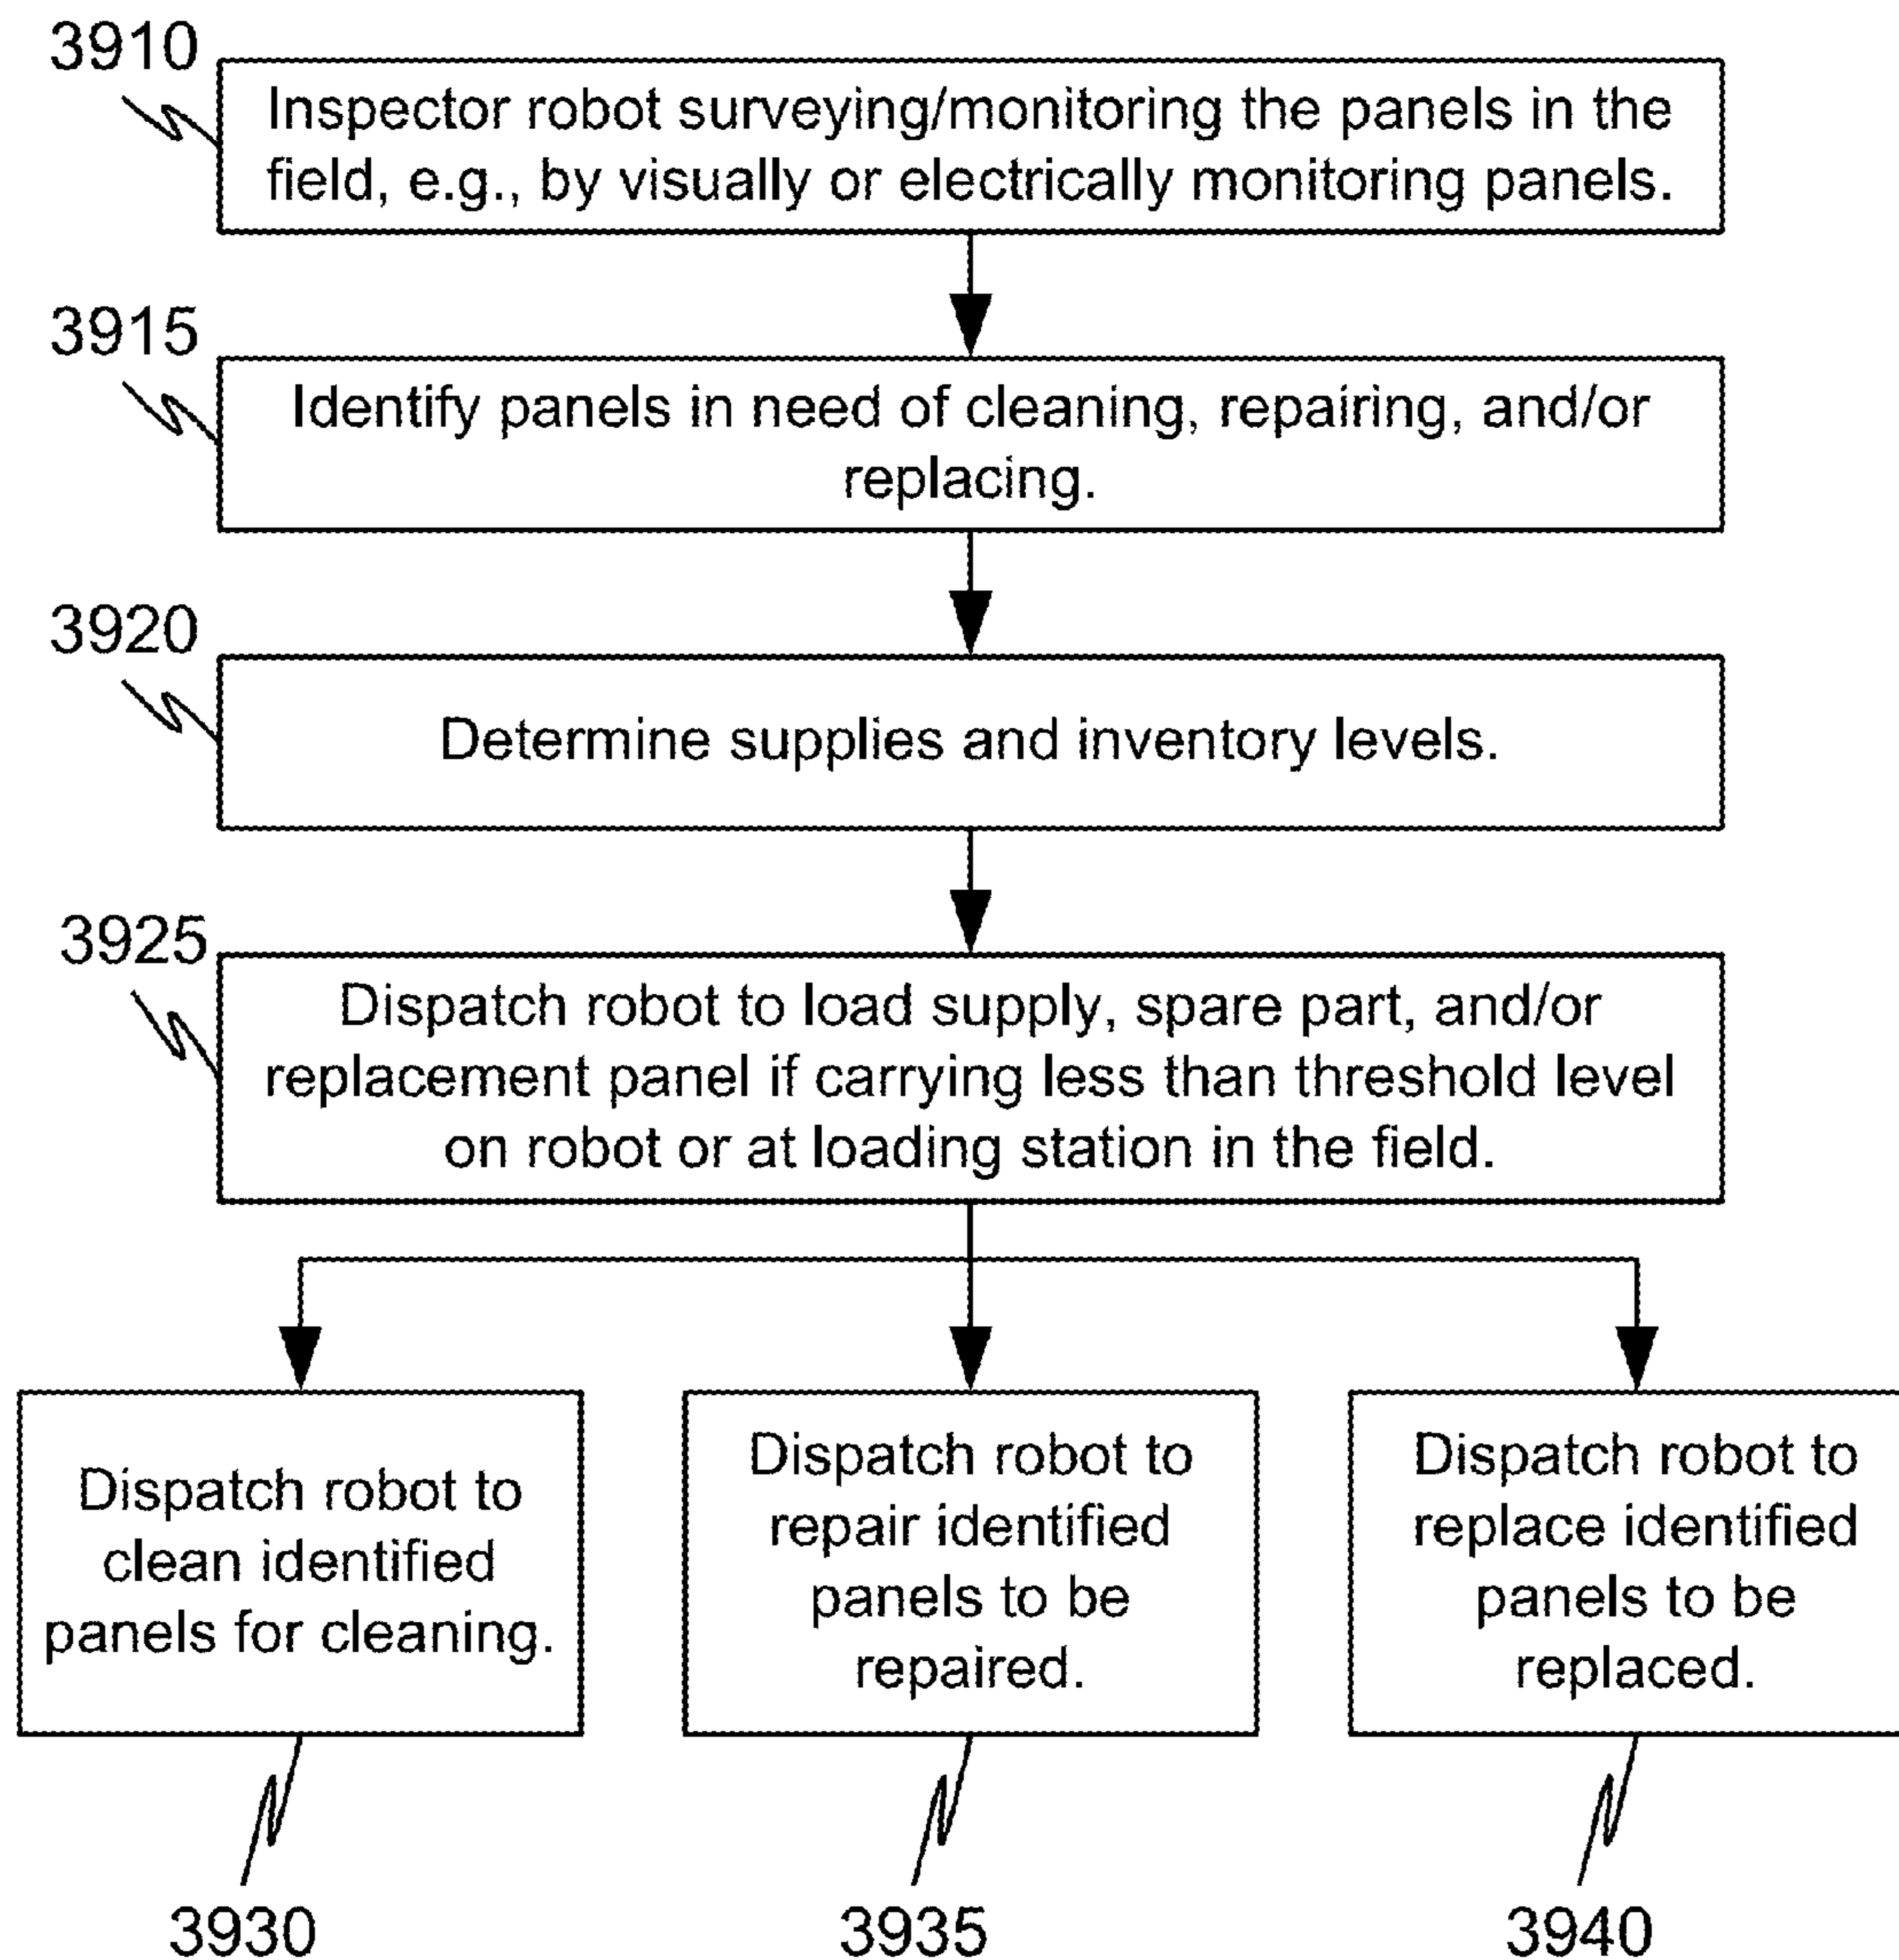 3910
Inspector robot surveying/monitoring the panels in the
field, e.g., by visually or electrically monitoring panels.
3915
Identify panels in need of cleaning, repairing, and/or
replacing.
3920
Determine supplies and inventory levels.
3925
Dispatch robot to load supply, spare part, and/or
replacement panel if carrying less than threshold level
on robot or at loading station in the field.
Dispatch robot to
clean identified
panels for cleaning.
Dispatch robot to
repair identified
panels to be
repaired.
Dispatch robot to
replace identified
panels to be
replaced.
3930
3935
3940